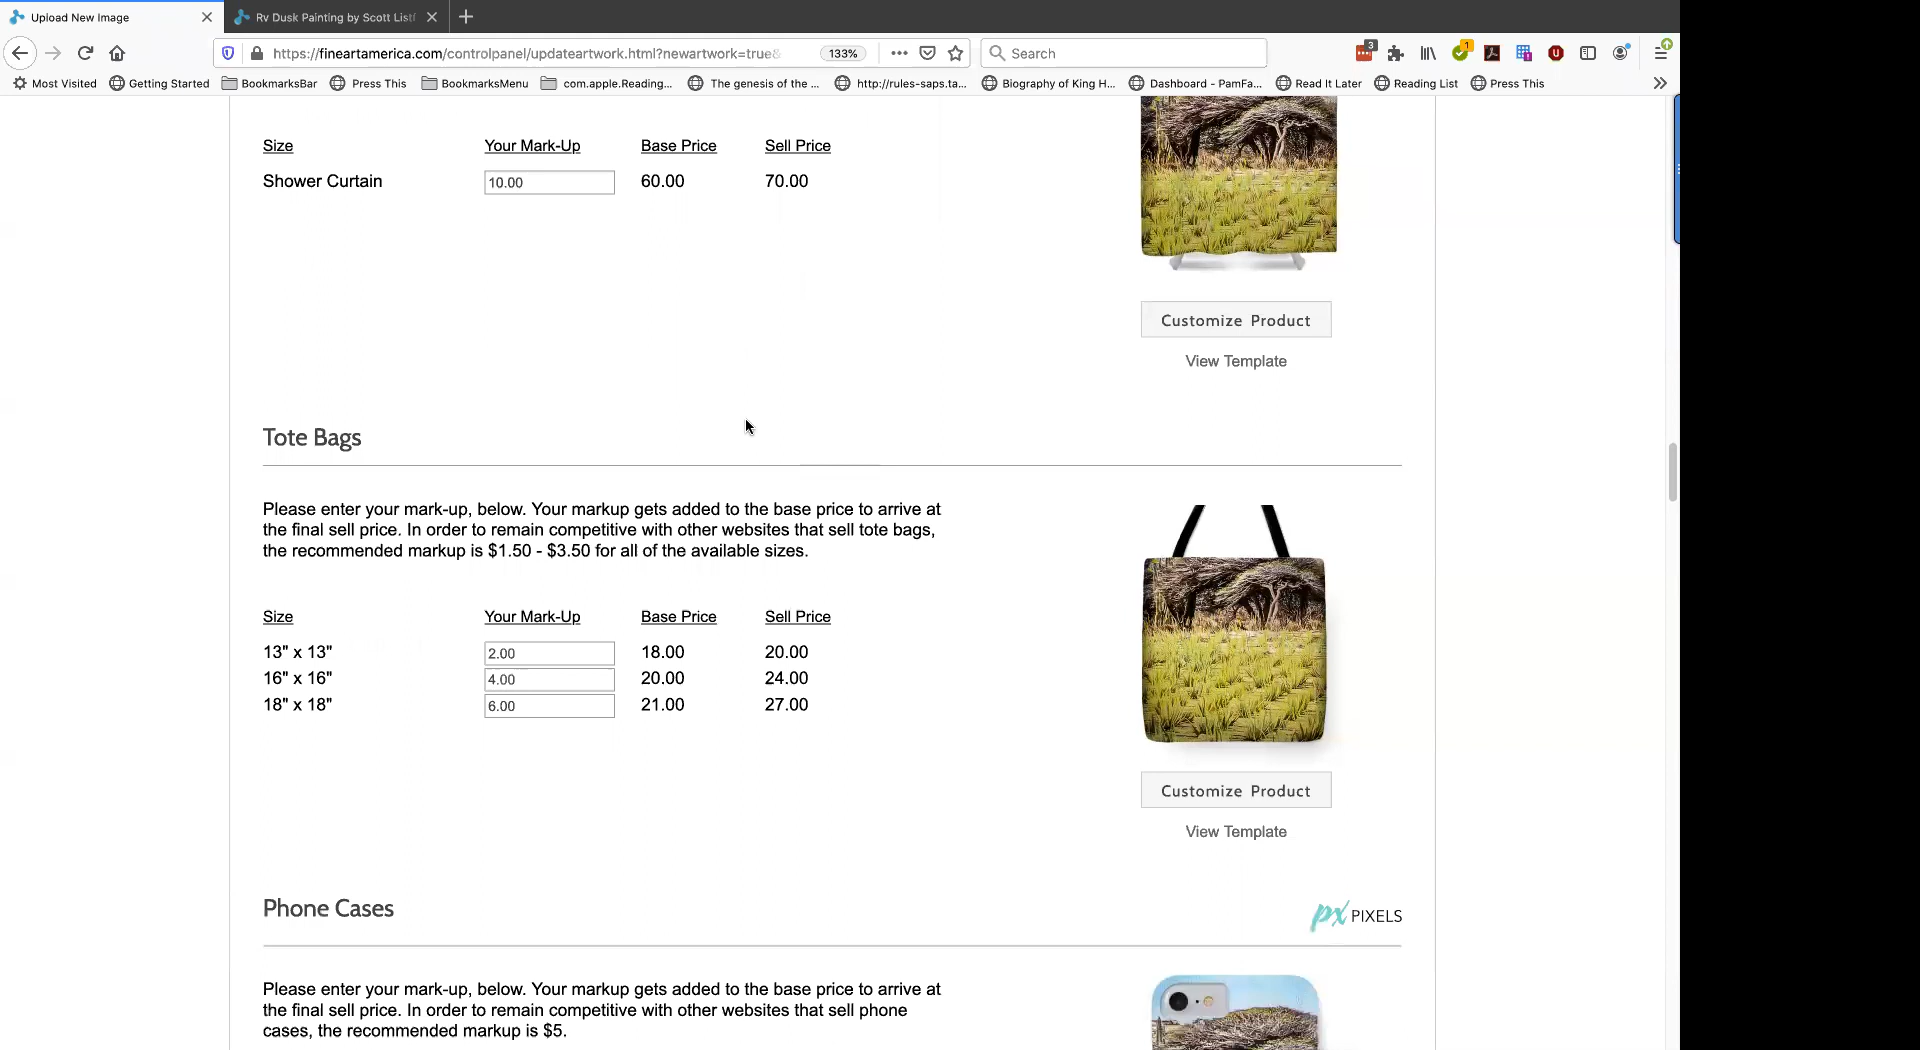 Upload New Image
Rv Dusk Painting by Scott List
https://fineartamerica.com/controlpanel/updateartwork.html?newartwork=true&
133%
Search
3
1
Most Visited
Getting Started
BookmarksBar
Press This
BookmarksMenu
com.apple.Reading...
The genesis of the ...
http://rules-saps.ta...
Biography of King H...
Dashboard - PamFa...
Read It Later
Reading List
Press This
Size Your Mark-Up Base Price Sell Price
Shower Curtain 10.00 60.00 70.00
Customize Product
View Template
Tote Bags
Please enter your mark-up, below. Your markup gets added to the base price to arrive at
the final sell price. In order to remain competitive with other websites that sell tote bags,
the recommended markup is $1.50 - $3.50 for all of the available sizes.
Size Your Mark-Up Base Price Sell Price
13" x 13" 2.00 18.00 20.00
16" x 16" 4.00 20.00 24.00
18" x 18" 6.00 21.00 27.00
Customize Product
View Template
Phone Cases
px PIXELS
Please enter your mark-up, below. Your markup gets added to the base price to arrive at
the final sell price. In order to remain competitive with other websites that sell phone
cases, the recommended markup is $5.